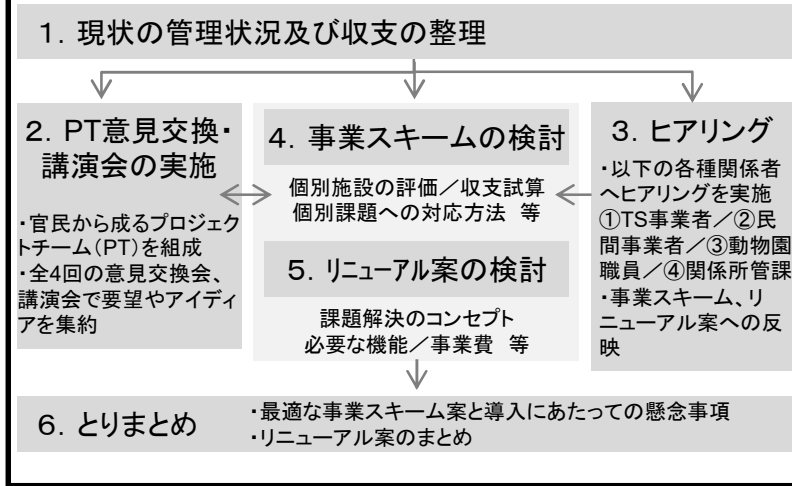 1．現状の管理状況及び収支の整理
2．PT意見交換・
講演会の実施
・官民から成るプロジェク
トチーム（PT）を組成
・全4回の意見交換会、
講演会で要望やアイディ
アを集約
4．事業スキームの検討
個別施設の評価／収支試算
個別課題への対応方法　等
5．リニューアル案の検討
課題解決のコンセプト
必要な機能／事業費　等
3．ヒアリング
・以下の各種関係者
へヒアリングを実施
①TS事業者／②民
間事業者／③動物園
職員／④関係所管課
・事業スキーム、リ
ニューアル案への反
映
6．とりまとめ
・最適な事業スキーム案と導入にあたっての懸念事項
・リニューアル案のまとめ